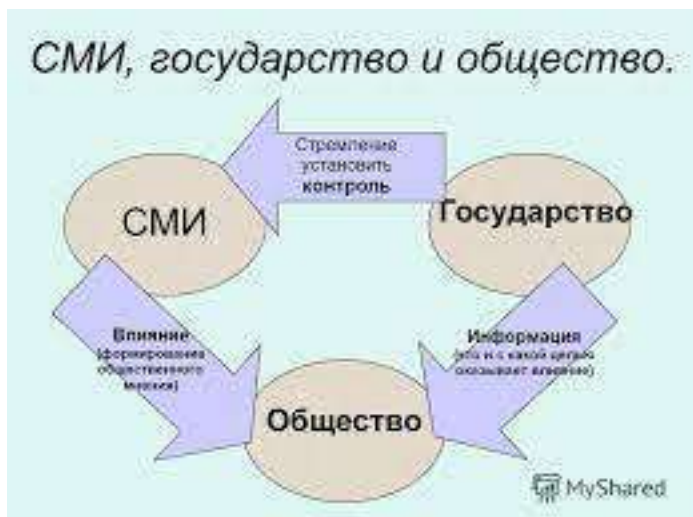 СМИ, государство и общество.
Стремление
установить
контроль
СМИ
Государство
Влияние
(формирование
общественного
мнения)
Информация
(кто и с какой целью
оказывает влияние)
Общество
MyShared